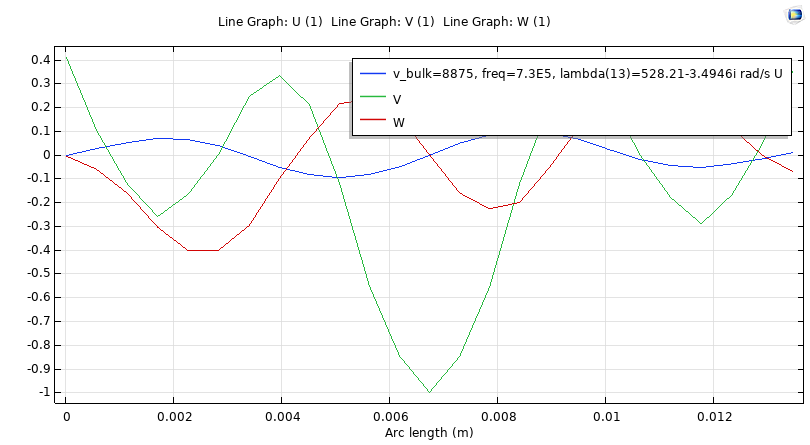 Line Graph: U (1)  Line Graph: V (1)  Line Graph: W (1)
v_bulk=8875, freq=7.3E5, lambda(13)=528.21-3.4946i rad/s U
V
W
0.4
0.3
0.2
0.1
0
-0.1
-0.2
-0.3
-0.4
-0.5
-0.6
-0.7
-0.8
-0.9
-1
0 0.002 0.004 0.006 0.008 0.01 0.012
Arc length (m)